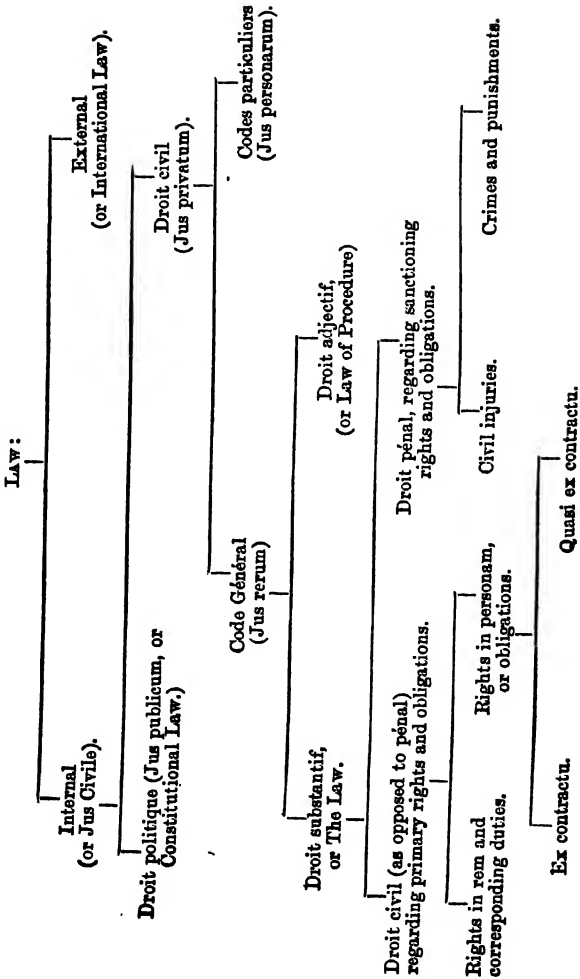 LAW:
Internal
(or Jus Civile).
External
(or International Law).
Droit politique (Jus publicum, or
Constitutional Law.)
Droit civil
(Jus privatum).
Code Général
(Jus rerum)
Codes particuliers
(Jus personarum).
Droit substantif,
or The Law.
Droit adjectif,
(or Law of Procedure)
Droit civil (as opposed to pénal)
regarding primary rights and obligations.
Droit pénal, regarding sanctioning
rights and obligations.
Rights in rem and
corresponding duties.
Rights in personam,
or obligations.
Civil injuries.
Crimes and punishments.
Ex contractu.
Quasi ex contractu.